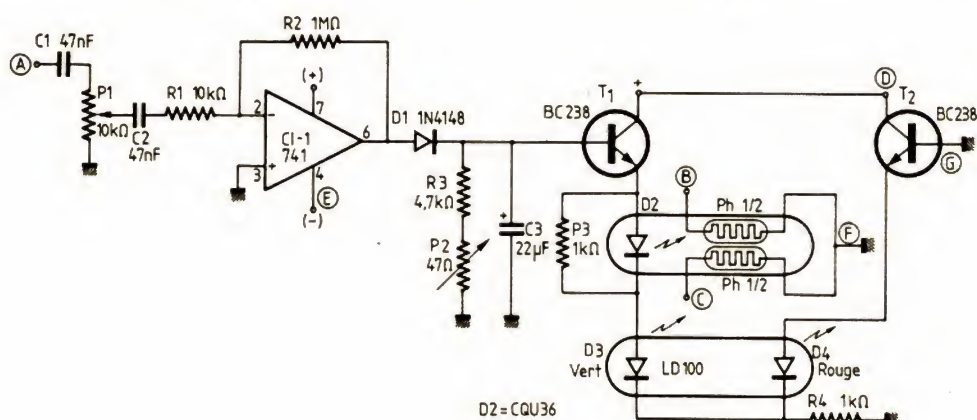 R2 1MΩ
C1 47nF
A
P1
10kΩ
C2
47nF
R1 10kΩ
(+)
7
2
-
CI-1
741
6
3
+
4
E
(-)
D1 1N4148
R3
4,7kΩ
P2
47Ω
+
C3
22µF
T1
BC238
+
D
T2
BC238
G
D2
B
Ph 1/2
P3
1kΩ
F
C
Ph 1/2
D3
Vert
LD100
D4
Rouge
D2=CQU36
R4 1kΩ